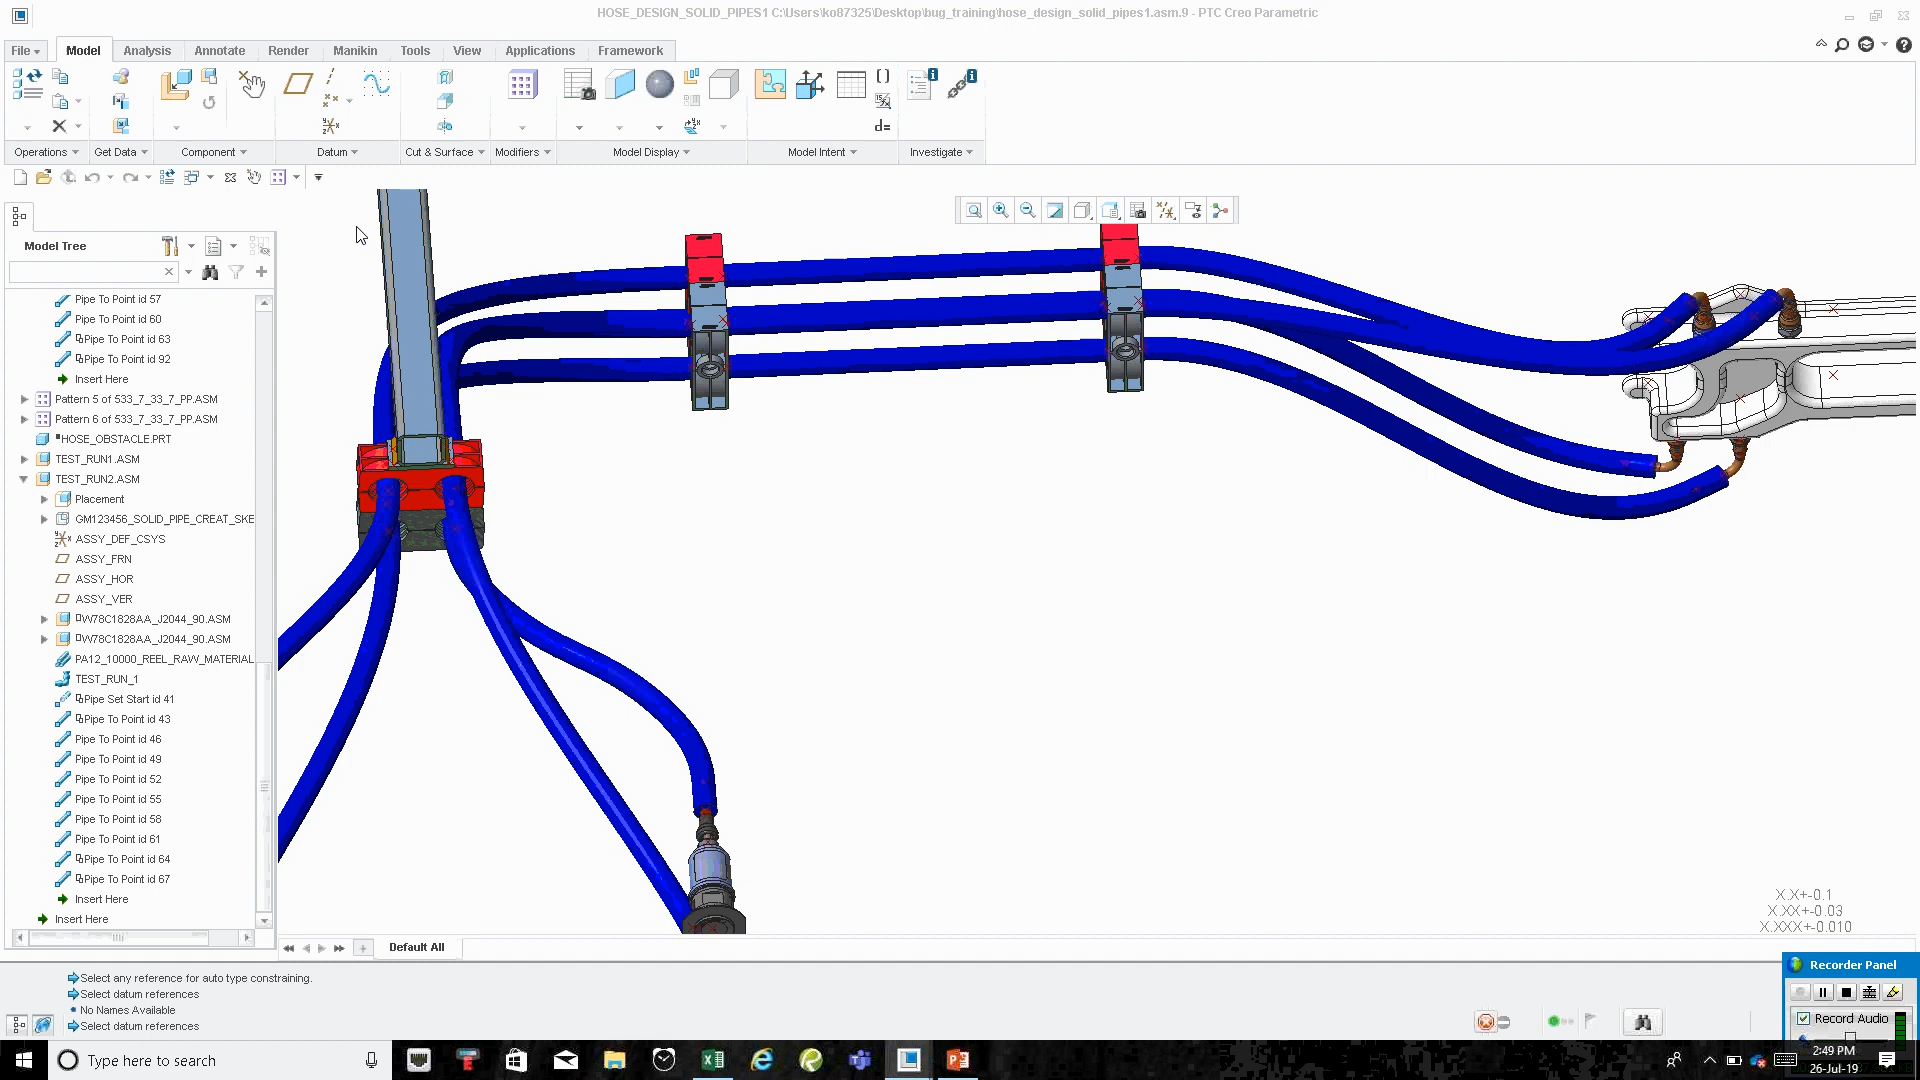 HOSE_DESIGN_SOLID_PIPES1 C:\Users\ko87325\Desktop\bug_training\hose_design_solid_pipes1.asm.9 - PTC Creo Parametric
File Model Analysis Annotate Render Manikin Tools View Applications Framework
d=
Operations Get Data Component Datum Cut & Surface Modifiers Model Display Model Intent Investigate
Model Tree
Pipe To Point id 57
Pipe To Point id 60
Pipe To Point id 63
Pipe To Point id 92
Insert Here
Pattern 5 of 533_7_33_7_PP.ASM
Pattern 6 of 533_7_33_7_PP.ASM
HOSE_OBSTACLE.PRT
TEST_RUN1.ASM
TEST_RUN2.ASM
Placement
GM123456_SOLID_PIPE_CREAT_SKE
ASSY_DEF_CSYS
ASSY_FRN
ASSY_HOR
ASSY_VER
W78C1828AA_J2044_90.ASM
W78C1828AA_J2044_90.ASM
PA12_10000_REEL_RAW_MATERIAL
TEST_RUN_1
Pipe Set Start id 41
Pipe To Point id 43
Pipe To Point id 46
Pipe To Point id 49
Pipe To Point id 52
Pipe To Point id 55
Pipe To Point id 58
Pipe To Point id 61
Pipe To Point id 64
Pipe To Point id 67
Insert Here
Insert Here
X.X+-0.1
X.XX+-0.03
X.XXX+-0.010
Default All
Select any reference for auto type constraining.
Select datum references
No Names Available
Select datum references
Recorder Panel
Record Audio
Type here to search
2:49 PM
26-Jul-19